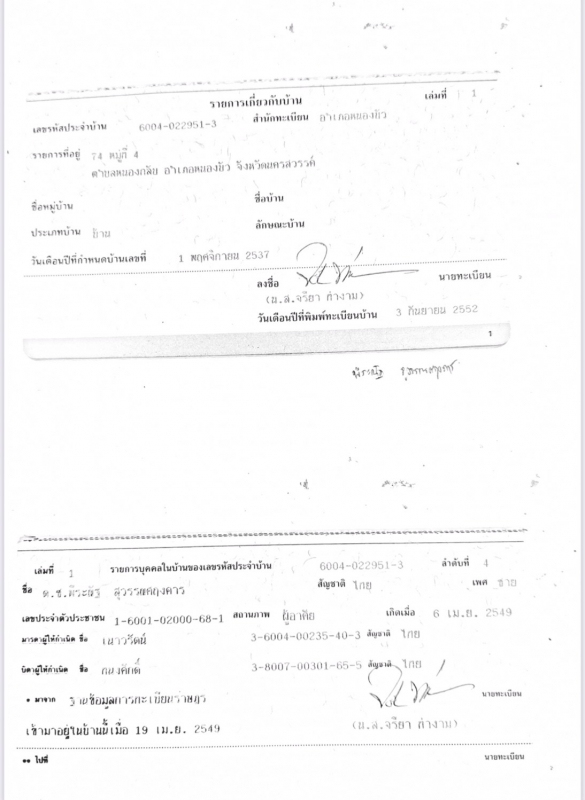 รายการเกี่ยวกับบ้าน เล่มที่ 1
เลขรหัสประจำบ้าน 6004-022951-3 สำนักทะเบียน อำเภอหนองบัว
รายการที่อยู่ 74 หมู่ที่ 4
ตำบลหนองกลับ อำเภอหนองบัว จังหวัดนครสวรรค์
ชื่อหมู่บ้าน ชื่อบ้าน
ประเภทบ้าน บ้าน ลักษณะบ้าน
วันเดือนปีที่กำหนดบ้านเลขที่ 1 พฤศจิกายน 2537
ลงชื่อ นายทะเบียน
(น.ส.จริยา คำงาม)
วันเดือนปีที่พิมพ์ทะเบียนบ้าน 3 กันยายน 2552
1
เล่มที่ 1 รายการบุคคลในบ้านของเลขรหัสประจำบ้าน 6004-022951-3 ลำดับที่ 4
ชื่อ ด.ช.พีระณัฐ สัญชาติ ไทย เพศ ชาย
เลขประจำตัวประชาชน 1-6001-02000-68-1 สถานภาพ ผู้อาศัย เกิดเมื่อ 6 เม.ย. 2549
มารดาผู้ให้กำเนิด ชื่อ เนาวรัตน์ 3-6004-00235-40-3 สัญชาติ ไทย
บิดาผู้ให้กำเนิด ชื่อ ณรงค์ศักดิ์ 3-8007-00301-65-5 สัญชาติ ไทย
* มาจาก ฐานข้อมูลการทะเบียนราษฎร นายทะเบียน
เข้ามาอยู่ในบ้านนี้เมื่อ 19 เม.ย. 2549 (น.ส.จริยา คำงาม)
** ไปที่ นายทะเบียน
2